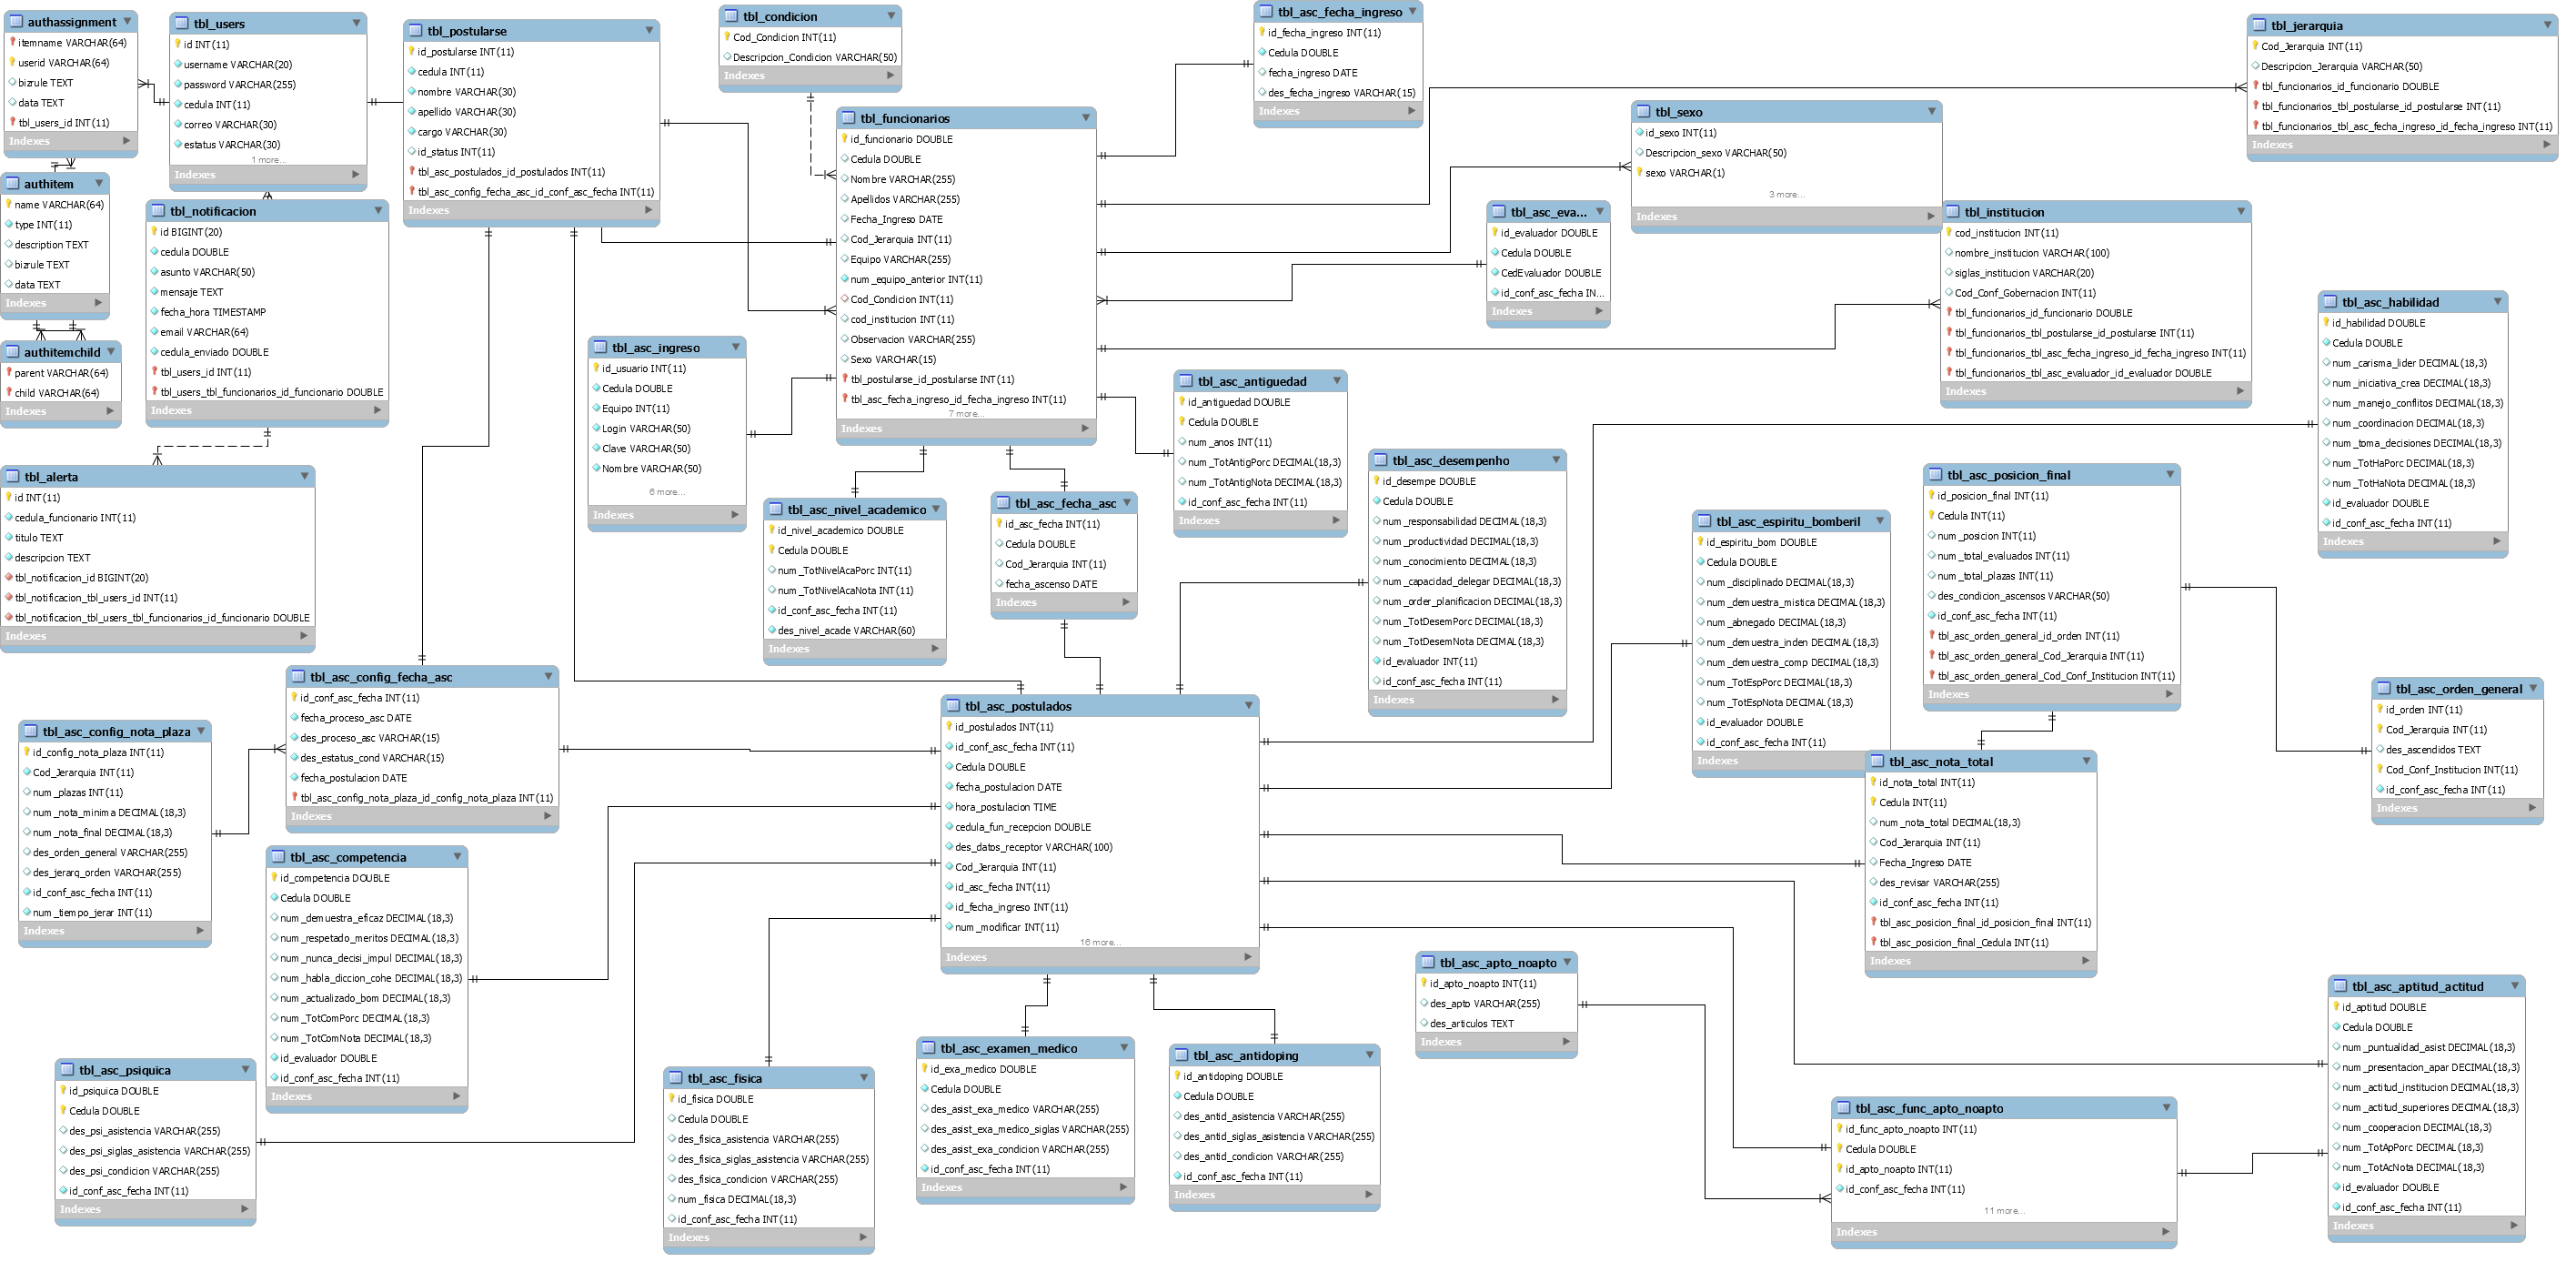 authassignment
itemname VARCHAR(64)
userid VARCHAR(64)
bizrule TEXT
data TEXT
tbl_users_id INT(11)
Indexes
tbl_users
id INT(11)
username VARCHAR(20)
password VARCHAR(255)
cedula INT(11)
correo VARCHAR(30)
estatus VARCHAR(30)
1 more...
Indexes
tbl_postularse
id_postularse INT(11)
cedula INT(11)
nombre VARCHAR(30)
apellido VARCHAR(30)
cargo VARCHAR(30)
id_status INT(11)
tbl_asc_postulados_id_postulados INT(11)
tbl_asc_config_fecha_asc_id_conf_asc_fecha INT(11)
Indexes
tbl_condicion
Cod_Condicion INT(11)
Descripcion_Condicion VARCHAR(50)
Indexes
tbl_asc_fecha_ingreso
id_fecha_ingreso INT(11)
Cedula DOUBLE
fecha_ingreso DATE
des_fecha_ingreso VARCHAR(15)
Indexes
tbl_jerarquia
Cod_Jerarquia INT(11)
Descripcion_Jerarquia VARCHAR(50)
tbl_funcionarios_id_funcionario DOUBLE
tbl_funcionarios_tbl_postularse_id_postularse INT(11)
tbl_funcionarios_tbl_asc_fecha_ingreso_id_fecha_ingreso INT(11)
Indexes
tbl_funcionarios
id_funcionario DOUBLE
Cedula DOUBLE
Nombre VARCHAR(255)
Apellidos VARCHAR(255)
Fecha_Ingreso DATE
Cod_Jerarquia INT(11)
Equipo VARCHAR(255)
num_equipo_anterior INT(11)
Cod_Condicion INT(11)
cod_institucion INT(11)
Observacion VARCHAR(255)
Sexo VARCHAR(15)
tbl_postularse_id_postularse INT(11)
tbl_asc_fecha_ingreso_id_fecha_ingreso INT(11)
7 more...
Indexes
tbl_sexo
id_sexo INT(11)
Descripcion_sexo VARCHAR(50)
sexo VARCHAR(1)
3 more...
Indexes
authitem
name VARCHAR(64)
type INT(11)
description TEXT
bizrule TEXT
data TEXT
Indexes
tbl_notificacion
id BIGINT(20)
cedula DOUBLE
asunto VARCHAR(50)
mensaje TEXT
fecha_hora TIMESTAMP
email VARCHAR(64)
cedula_enviado DOUBLE
tbl_users_id INT(11)
tbl_users_tbl_funcionarios_id_funcionario DOUBLE
Indexes
tbl_asc_eva...
id_evaluador DOUBLE
Cedula DOUBLE
CedEvaluador DOUBLE
id_conf_asc_fecha IN...
Indexes
tbl_institucion
cod_institucion INT(11)
nombre_institucion VARCHAR(100)
siglas_institucion VARCHAR(20)
Cod_Conf_Gobernacion INT(11)
tbl_funcionarios_id_funcionario DOUBLE
tbl_funcionarios_tbl_postularse_id_postularse INT(11)
tbl_funcionarios_tbl_asc_fecha_ingreso_id_fecha_ingreso INT(11)
tbl_funcionarios_tbl_asc_evaluador_id_evaluador DOUBLE
Indexes
tbl_asc_habilidad
id_habilidad DOUBLE
Cedula DOUBLE
num_carisma_lider DECIMAL(18,3)
num_iniciativa_crea DECIMAL(18,3)
num_manejo_conflitos DECIMAL(18,3)
num_coordinacion DECIMAL(18,3)
num_toma_decisiones DECIMAL(18,3)
num_TotHaPorc DECIMAL(18,3)
num_TotHaNota DECIMAL(18,3)
id_evaluador DOUBLE
id_conf_asc_fecha INT(11)
Indexes
authitemchild
parent VARCHAR(64)
child VARCHAR(64)
Indexes
tbl_asc_ingreso
id_usuario INT(11)
Cedula DOUBLE
Equipo INT(11)
Login VARCHAR(50)
Clave VARCHAR(50)
Nombre VARCHAR(50)
6 more...
Indexes
tbl_asc_antiguedad
id_antiguedad DOUBLE
Cedula DOUBLE
num_anos INT(11)
num_TotAntigPorc DECIMAL(18,3)
num_TotAntigNota DECIMAL(18,3)
id_conf_asc_fecha INT(11)
Indexes
tbl_alerta
id INT(11)
cedula_funcionario INT(11)
titulo TEXT
descripcion TEXT
tbl_notificacion_id BIGINT(20)
tbl_notificacion_tbl_users_id INT(11)
tbl_notificacion_tbl_users_tbl_funcionarios_id_funcionario DOUBLE
Indexes
tbl_asc_nivel_academico
id_nivel_academico DOUBLE
Cedula DOUBLE
num_TotNivelAcaPorc INT(11)
num_TotNivelAcaNota INT(11)
id_conf_asc_fecha INT(11)
des_nivel_acade VARCHAR(60)
Indexes
tbl_asc_fecha_asc
id_asc_fecha INT(11)
Cedula DOUBLE
Cod_Jerarquia INT(11)
fecha_ascenso DATE
Indexes
tbl_asc_desempenho
id_desempe DOUBLE
Cedula DOUBLE
num_responsabilidad DECIMAL(18,3)
num_productividad DECIMAL(18,3)
num_conocimiento DECIMAL(18,3)
num_capacidad_delegar DECIMAL(18,3)
num_order_planificacion DECIMAL(18,3)
num_TotDesemPorc DECIMAL(18,3)
num_TotDesemNota DECIMAL(18,3)
id_evaluador INT(11)
id_conf_asc_fecha INT(11)
Indexes
tbl_asc_espiritu_bomberil
id_espiritu_bom DOUBLE
Cedula DOUBLE
num_disciplinado DECIMAL(18,3)
num_demuestra_mistica DECIMAL(18,3)
num_abnegado DECIMAL(18,3)
num_demuestra_inden DECIMAL(18,3)
num_demuestra_comp DECIMAL(18,3)
num_TotEspPorc DECIMAL(18,3)
num_TotEspNota DECIMAL(18,3)
id_evaluador DOUBLE
id_conf_asc_fecha INT(11)
Indexes
tbl_asc_posicion_final
id_posicion_final INT(11)
Cedula INT(11)
num_posicion INT(11)
num_total_evaluados INT(11)
num_total_plazas INT(11)
des_condicion_ascensos VARCHAR(50)
id_conf_asc_fecha INT(11)
tbl_asc_orden_general_id_orden INT(11)
tbl_asc_orden_general_Cod_Jerarquia INT(11)
tbl_asc_orden_general_Cod_Conf_Institucion INT(11)
Indexes
tbl_asc_config_fecha_asc
id_conf_asc_fecha INT(11)
fecha_proceso_asc DATE
des_proceso_asc VARCHAR(15)
des_estatus_cond VARCHAR(15)
fecha_postulacion DATE
tbl_asc_config_nota_plaza_id_config_nota_plaza INT(11)
Indexes
tbl_asc_orden_general
id_orden INT(11)
Cod_Jerarquia INT(11)
des_ascendidos TEXT
Cod_Conf_Institucion INT(11)
id_conf_asc_fecha INT(11)
Indexes
tbl_asc_config_nota_plaza
id_config_nota_plaza INT(11)
Cod_Jerarquia INT(11)
num_plazas INT(11)
num_nota_minima DECIMAL(18,3)
num_nota_final DECIMAL(18,3)
des_orden_general VARCHAR(255)
des_jerarq_orden VARCHAR(255)
id_conf_asc_fecha INT(11)
num_tiempo_jerar INT(11)
Indexes
tbl_asc_postulados
id_postulados INT(11)
id_conf_asc_fecha INT(11)
Cedula DOUBLE
fecha_postulacion DATE
hora_postulacion TIME
cedula_fun_recepcion DOUBLE
des_datos_receptor VARCHAR(100)
Cod_Jerarquia INT(11)
id_asc_fecha INT(11)
id_fecha_ingreso INT(11)
num_modificar INT(11)
16 more...
Indexes
tbl_asc_nota_total
id_nota_total INT(11)
Cedula INT(11)
num_nota_total DECIMAL(18,3)
Cod_Jerarquia INT(11)
Fecha_Ingreso DATE
des_revisar VARCHAR(255)
id_conf_asc_fecha INT(11)
tbl_asc_posicion_final_id_posicion_final INT(11)
tbl_asc_posicion_final_Cedula INT(11)
Indexes
tbl_asc_competencia
id_competencia DOUBLE
Cedula DOUBLE
num_demuestra_eficaz DECIMAL(18,3)
num_respetado_meritos DECIMAL(18,3)
num_nunca_decisi_impul DECIMAL(18,3)
num_habla_diccion_cohe DECIMAL(18,3)
num_actualizado_bom DECIMAL(18,3)
num_TotComPorc DECIMAL(18,3)
num_TotComNota DECIMAL(18,3)
id_evaluador DOUBLE
id_conf_asc_fecha INT(11)
Indexes
tbl_asc_apto_noapto
id_apto_noapto INT(11)
des_apto VARCHAR(255)
des_articulos TEXT
Indexes
tbl_asc_aptitud_actitud
id_aptitud DOUBLE
Cedula DOUBLE
num_puntualidad_asist DECIMAL(18,3)
num_presentacion_apar DECIMAL(18,3)
num_actitud_institucion DECIMAL(18,3)
num_actitud_superiores DECIMAL(18,3)
num_cooperacion DECIMAL(18,3)
num_TotApPorc DECIMAL(18,3)
num_TotAcNota DECIMAL(18,3)
id_evaluador DOUBLE
id_conf_asc_fecha INT(11)
Indexes
tbl_asc_psiquica
id_psiquica DOUBLE
Cedula DOUBLE
des_psi_asistencia VARCHAR(255)
des_psi_siglas_asistencia VARCHAR(255)
des_psi_condicion VARCHAR(255)
id_conf_asc_fecha INT(11)
Indexes
tbl_asc_fisica
id_fisica DOUBLE
Cedula DOUBLE
des_fisica_asistencia VARCHAR(255)
des_fisica_siglas_asistencia VARCHAR(255)
des_fisica_condicion VARCHAR(255)
num_fisica DECIMAL(18,3)
id_conf_asc_fecha INT(11)
Indexes
tbl_asc_examen_medico
id_exa_medico DOUBLE
Cedula DOUBLE
des_asist_exa_medico VARCHAR(255)
des_asist_exa_medico_siglas VARCHAR(255)
des_asist_exa_condicion VARCHAR(255)
id_conf_asc_fecha INT(11)
Indexes
tbl_asc_antidoping
id_antidoping DOUBLE
Cedula DOUBLE
des_antid_asistencia VARCHAR(255)
des_antid_siglas_asistencia VARCHAR(255)
des_antid_condicion VARCHAR(255)
id_conf_asc_fecha INT(11)
Indexes
tbl_asc_func_apto_noapto
id_func_apto_noapto INT(11)
Cedula DOUBLE
id_apto_noapto INT(11)
id_conf_asc_fecha INT(11)
11 more...
Indexes